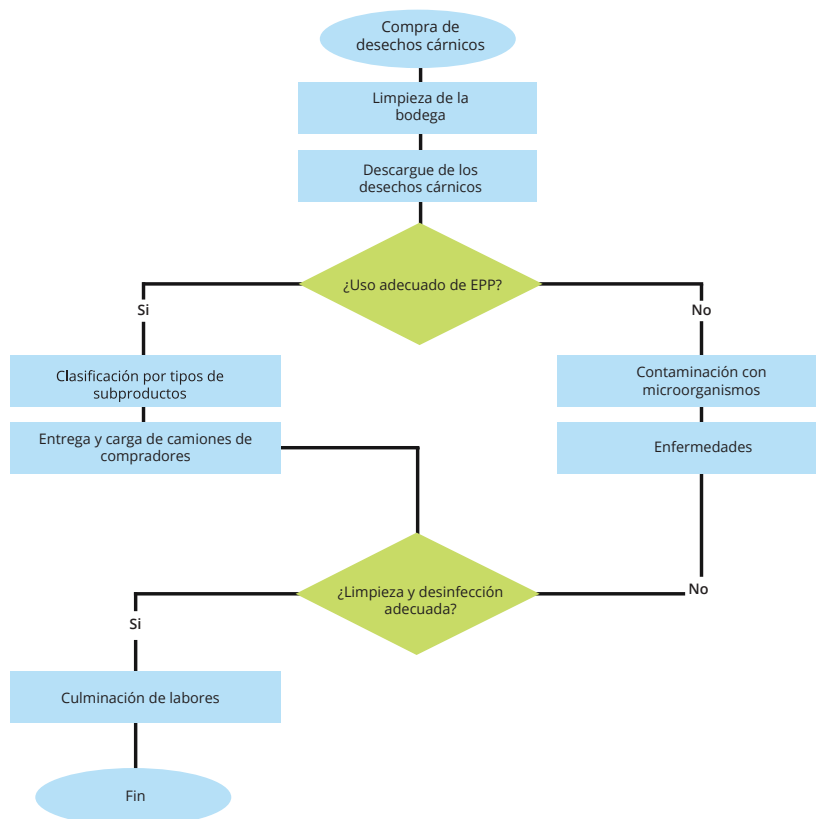 Compra de
desechos cárnicos
Limpieza de la
bodega
Descargue de los
desechos cárnicos
¿Uso adecuado de EPP?
Si
No
Clasificación por tipos de
subproductos
Contaminación con
microorganismos
Entrega y carga de camiones de
compradores
Enfermedades
¿Limpieza y desinfección
adecuada?
No
Si
Culminación de labores
Fin